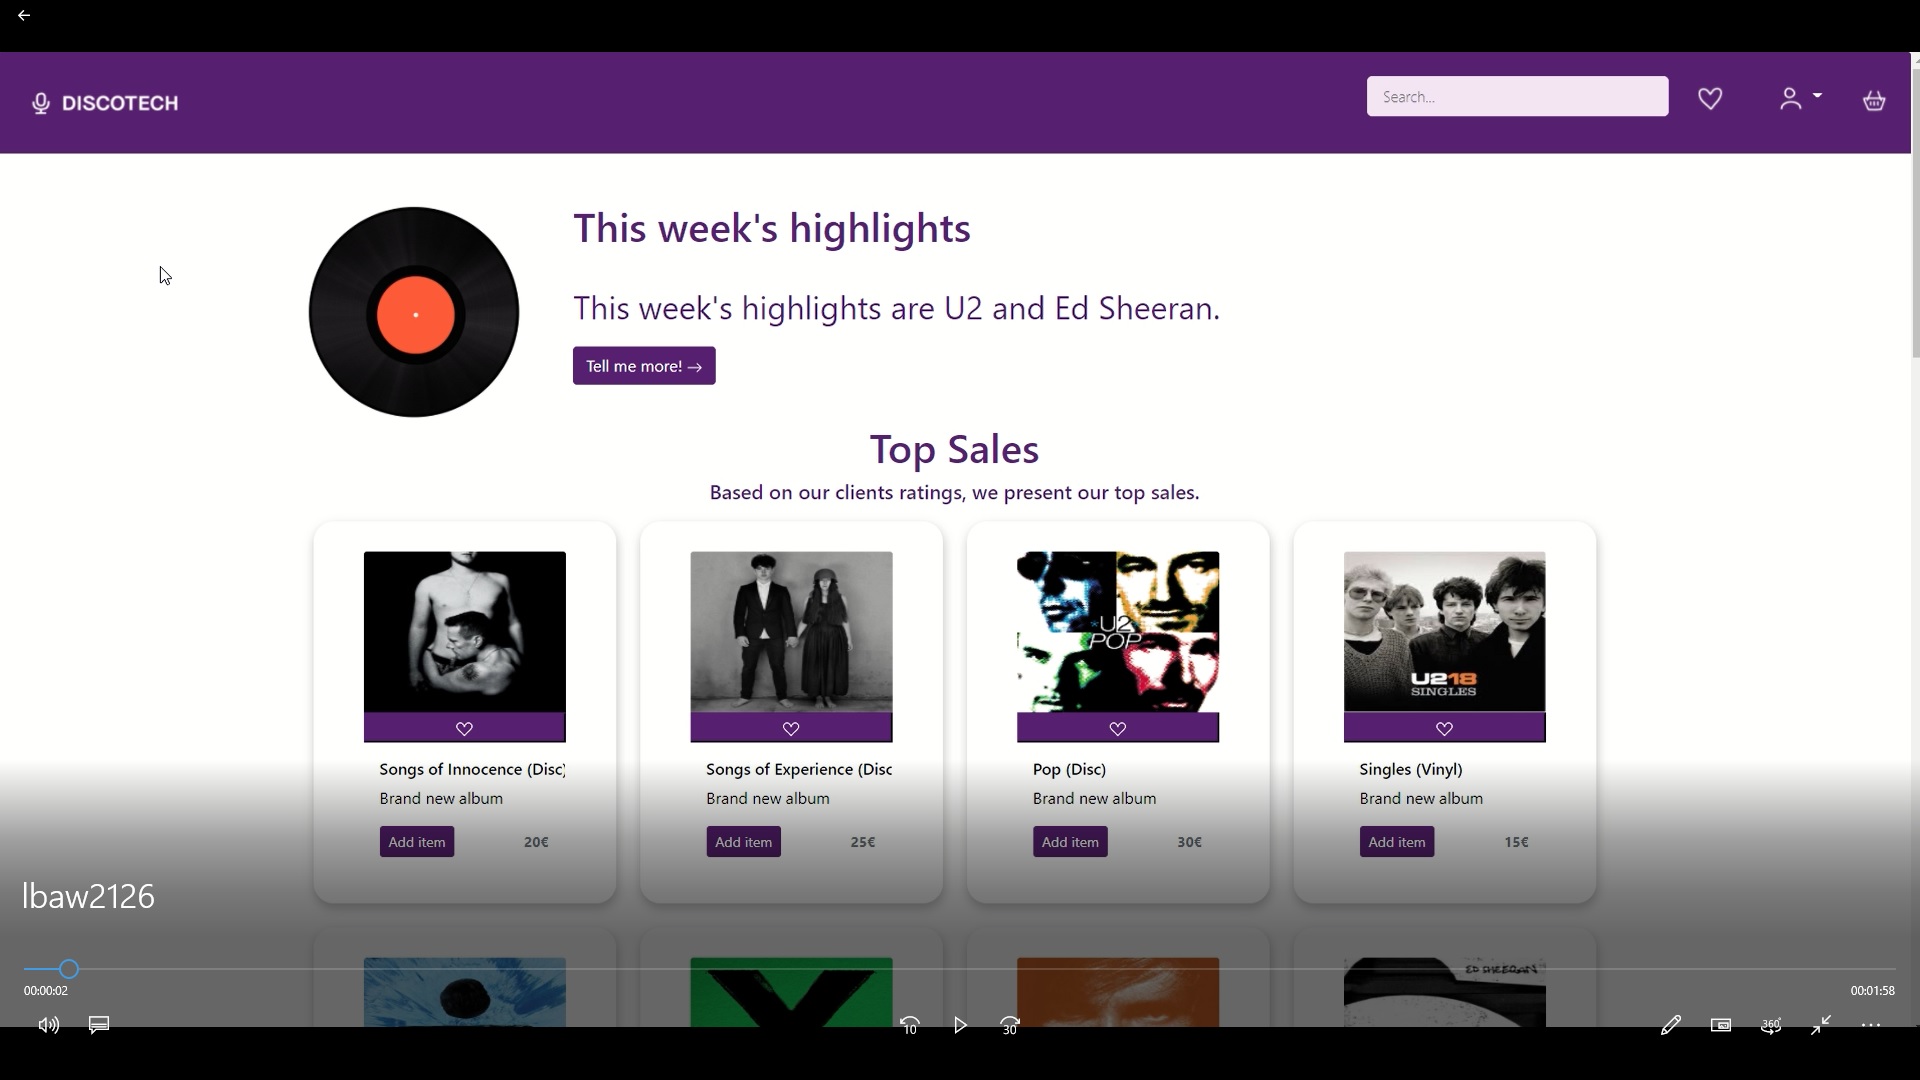 DISCOTECH
Search...
This week's highlights
This week's highlights are U2 and Ed Sheeran.
Tell me more! →
Top Sales
Based on our clients ratings, we present our top sales.
U2
POP
U218
SINGLES
Songs of Innocence (Disc)
Songs of Experience (Disc
Pop (Disc)
Singles (Vinyl)
Brand new album
Brand new album
Brand new album
Brand new album
Add item 20€
Add item 25€
Add item 30€
Add item 15€
lbaw2126
ED SHEERAN
00:00:02
00:01:58
10
30
360°